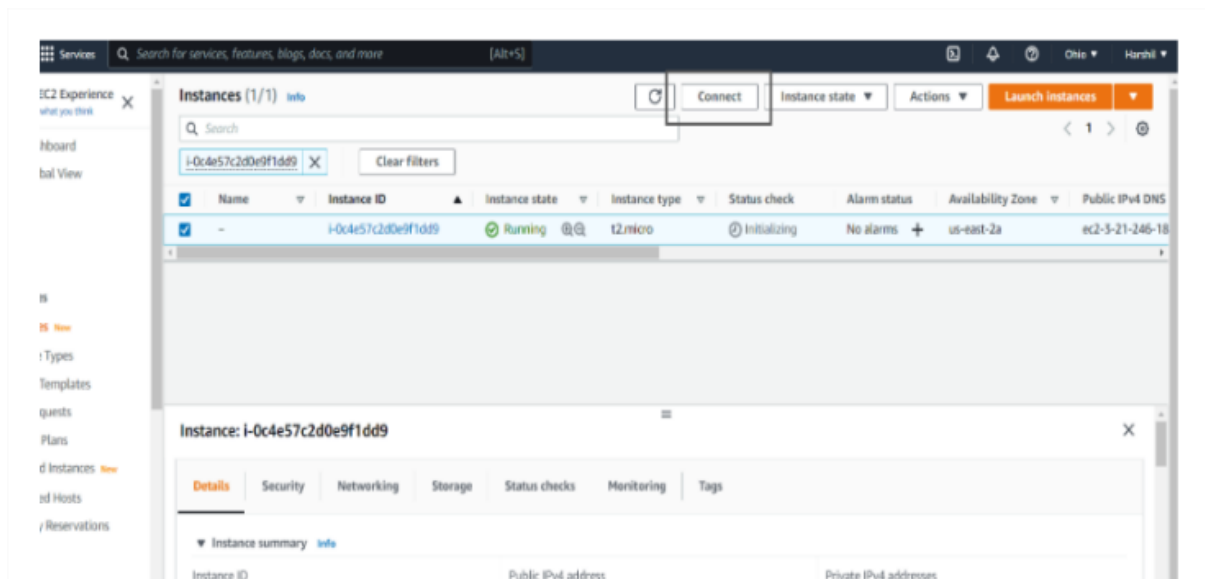 Services Search for services, features, blogs, docs, and more [Alt+S] Ohio Harshil
EC2 Experience
what you think
Instances (1/1) Info Connect Instance state Actions Launch instances
Search 1
hboard
bal View
i-0c4e57c2d0e9f1dd9 Clear filters
Name Instance ID Instance state Instance type Status check Alarm status Availability Zone Public IPv4 DNS
– i-0c4e57c2d0e9f1dd9 Running t2.micro Initializing No alarms + us-east-2a ec2-3-21-246-18
es New
Types
Templates
quests
Plans
d Instances New
ed Hosts
y Reservations
Instance: i-0c4e57c2d0e9f1dd9
Details Security Networking Storage Status checks Monitoring Tags
Instance summary Info
Instance ID Public IPv4 address Private IPv4 addresses